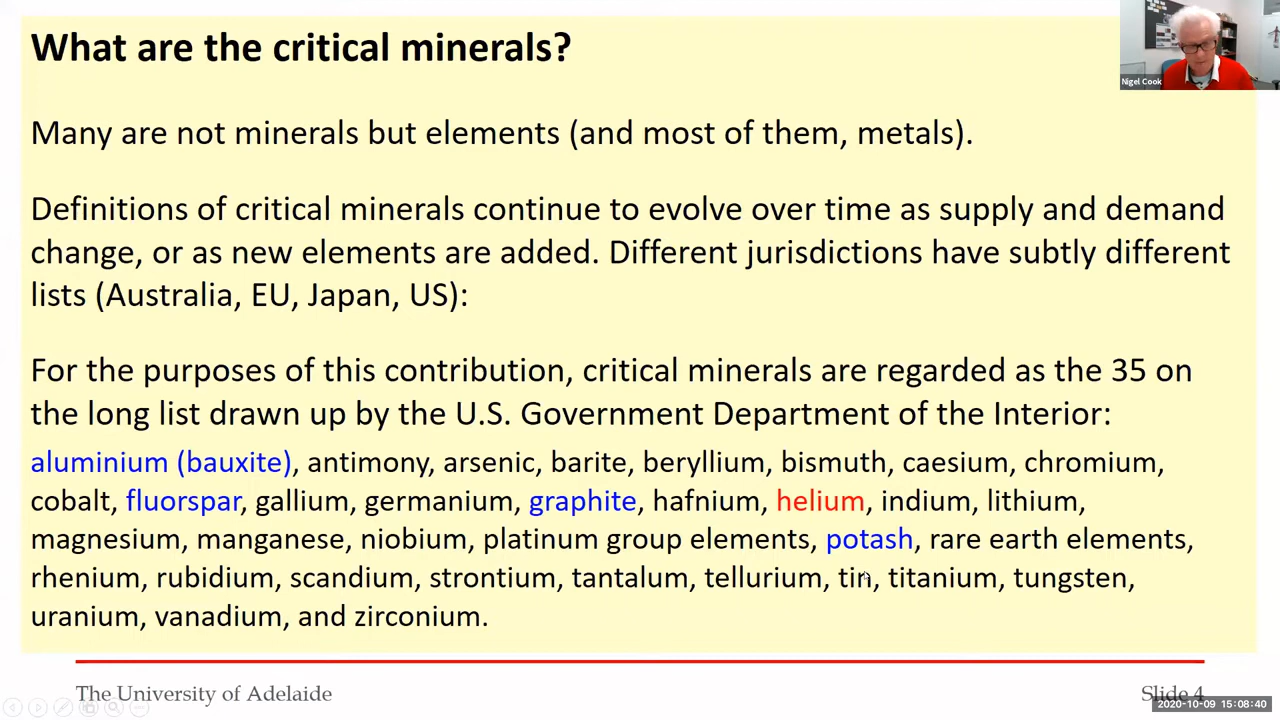 What are the critical minerals?
Nigel Cook
Many are not minerals but elements (and most of them, metals).
Definitions of critical minerals continue to evolve over time as supply and demand
change, or as new elements are added. Different jurisdictions have subtly different
lists (Australia, EU, Japan, US):
For the purposes of this contribution, critical minerals are regarded as the 35 on
the long list drawn up by the U.S. Government Department of the Interior:
aluminium (bauxite), antimony, arsenic, barite, beryllium, bismuth, caesium, chromium,
cobalt, fluorspar, gallium, germanium, graphite, hafnium, helium, indium, lithium,
magnesium, manganese, niobium, platinum group elements, potash, rare earth elements,
rhenium, rubidium, scandium, strontium, tantalum, tellurium, tin, titanium, tungsten,
uranium, vanadium, and zirconium.
The University of Adelaide
Slide 4
2020-10-09 15:08:40